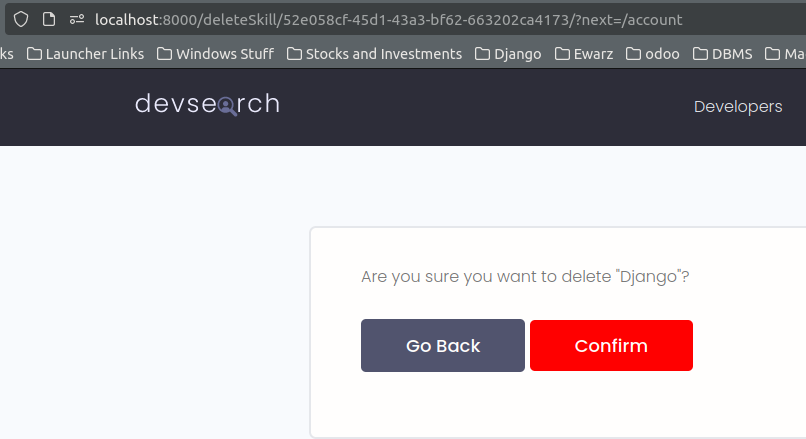 localhost:8000/deleteSkill/52e058cf-45d1-43a3-bf62-663202ca4173/?next=/account
ks Launcher Links Windows Stuff Stocks and Investments Django Ewarz odoo DBMS Ma
devsearch Developers
Are you sure you want to delete "Django"?
Go Back Confirm